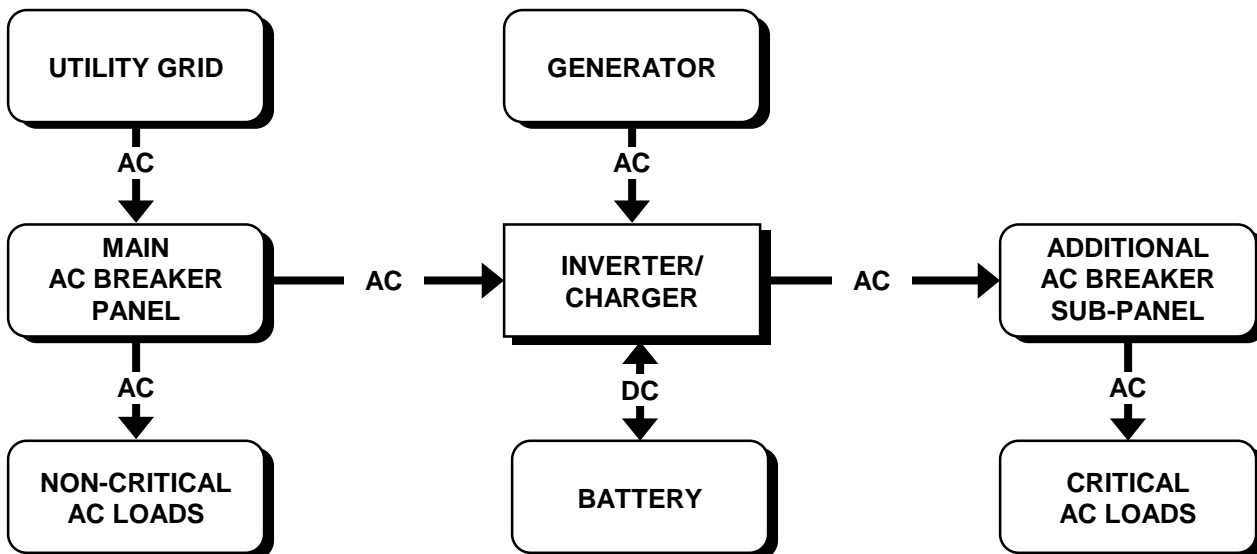 UTILITY GRID
GENERATOR
AC
AC
MAIN
AC BREAKER
PANEL
AC
INVERTER/
CHARGER
AC
ADDITIONAL
AC BREAKER
SUB-PANEL
AC
DC
AC
NON-CRITICAL
AC LOADS
BATTERY
CRITICAL
AC LOADS